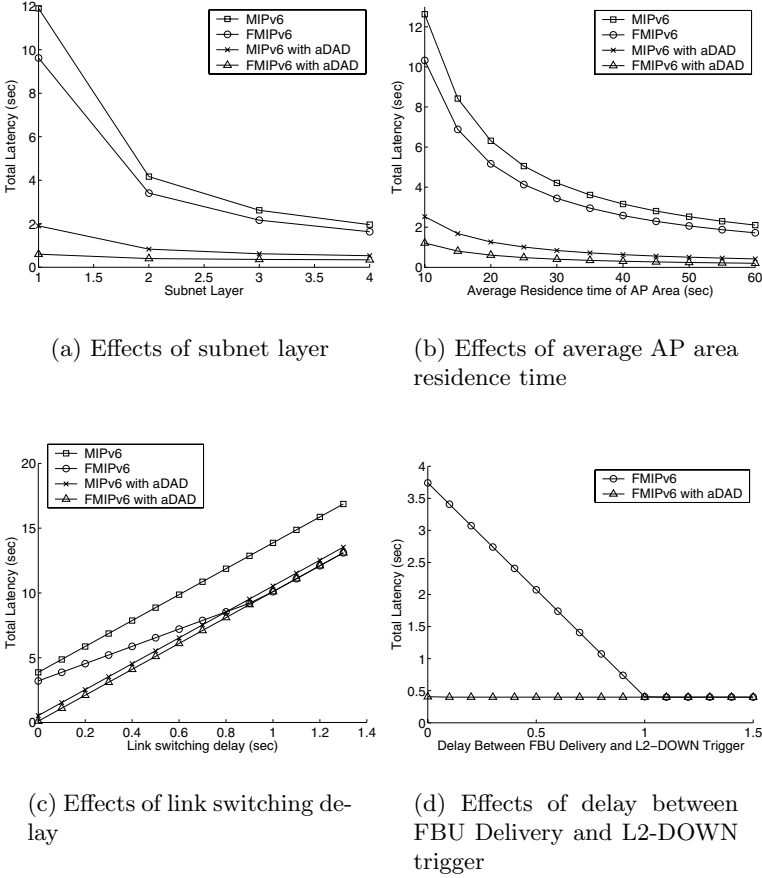 12
10
8
6
4
2
0
1
1.5
2
2.5
3
3.5
4
Total Latency (sec)
Subnet Layer
MIPv6
FMIPv6
MIPv6 with aDAD
FMIPv6 with aDAD
(a) Effects of subnet layer
12
10
8
6
4
2
0
10
20
30
40
50
60
Total Latency (sec)
Average Residence time of AP Area (sec)
MIPv6
FMIPv6
MIPv6 with aDAD
FMIPv6 with aDAD
(b) Effects of average AP area
residence time
20
15
10
5
0
0
0.2
0.4
0.6
0.8
1
1.2
1.4
Total Latency (sec)
Link switching delay (sec)
MIPv6
FMIPv6
MIPv6 with aDAD
FMIPv6 with aDAD
(c) Effects of link switching de-
lay
4
3.5
3
2.5
2
1.5
1
0.5
0
0
0.5
1
1.5
Total Latency (sec)
Delay Between FBU Delivery and L2−DOWN Trigger
FMIPv6
FMIPv6 with aDAD
(d) Effects of delay between
FBU Delivery and L2-DOWN
trigger